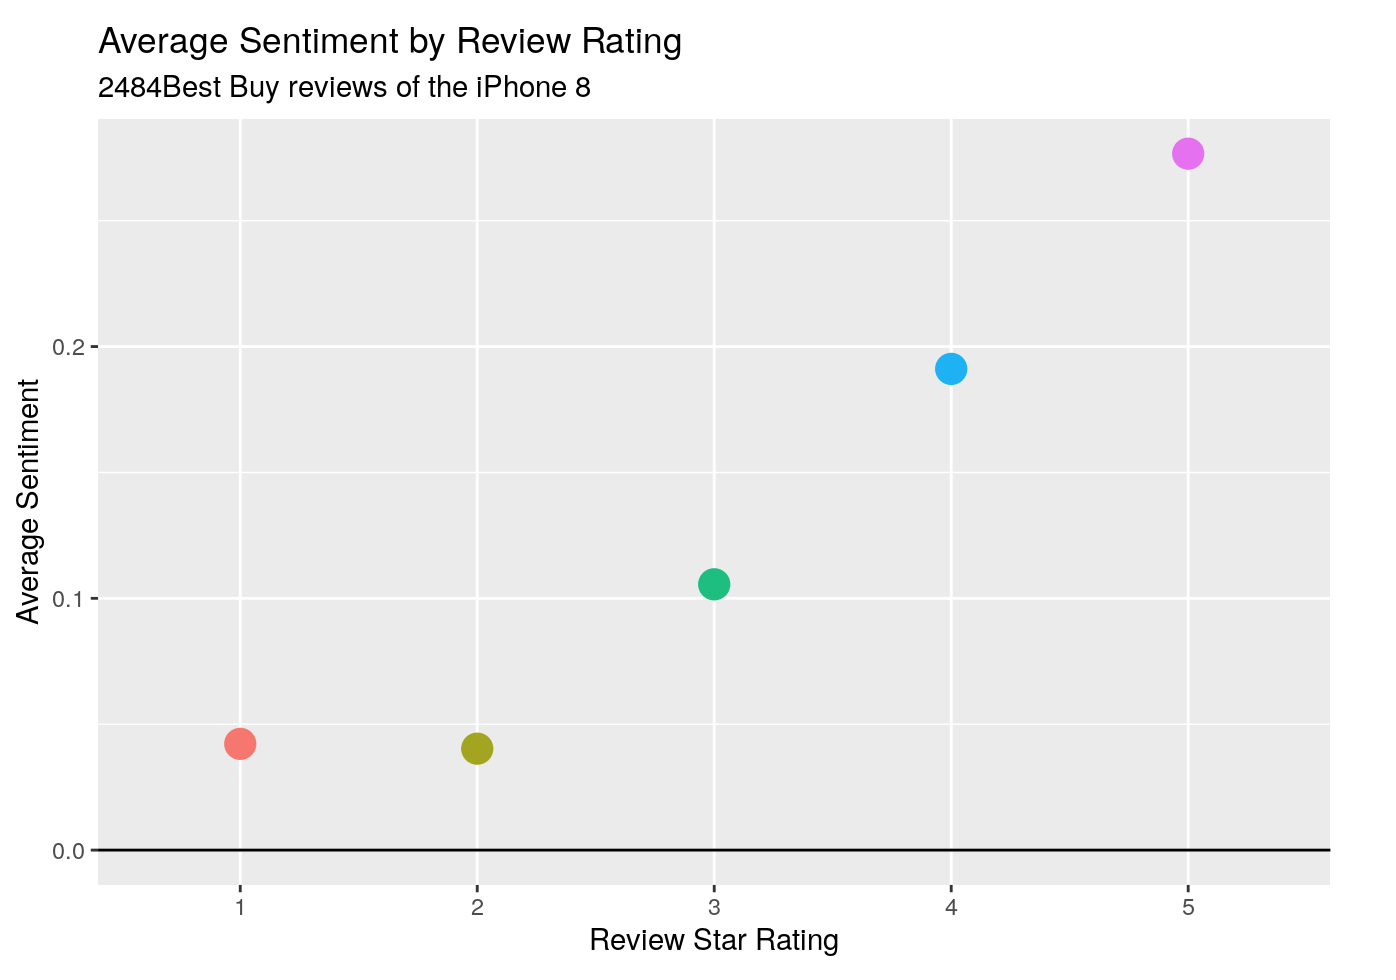 Average Sentiment by Review Rating
2484Best Buy reviews of the iPhone 8
Average Sentiment
0.2
0.1
0.0
1 2 3 4 5
Review Star Rating